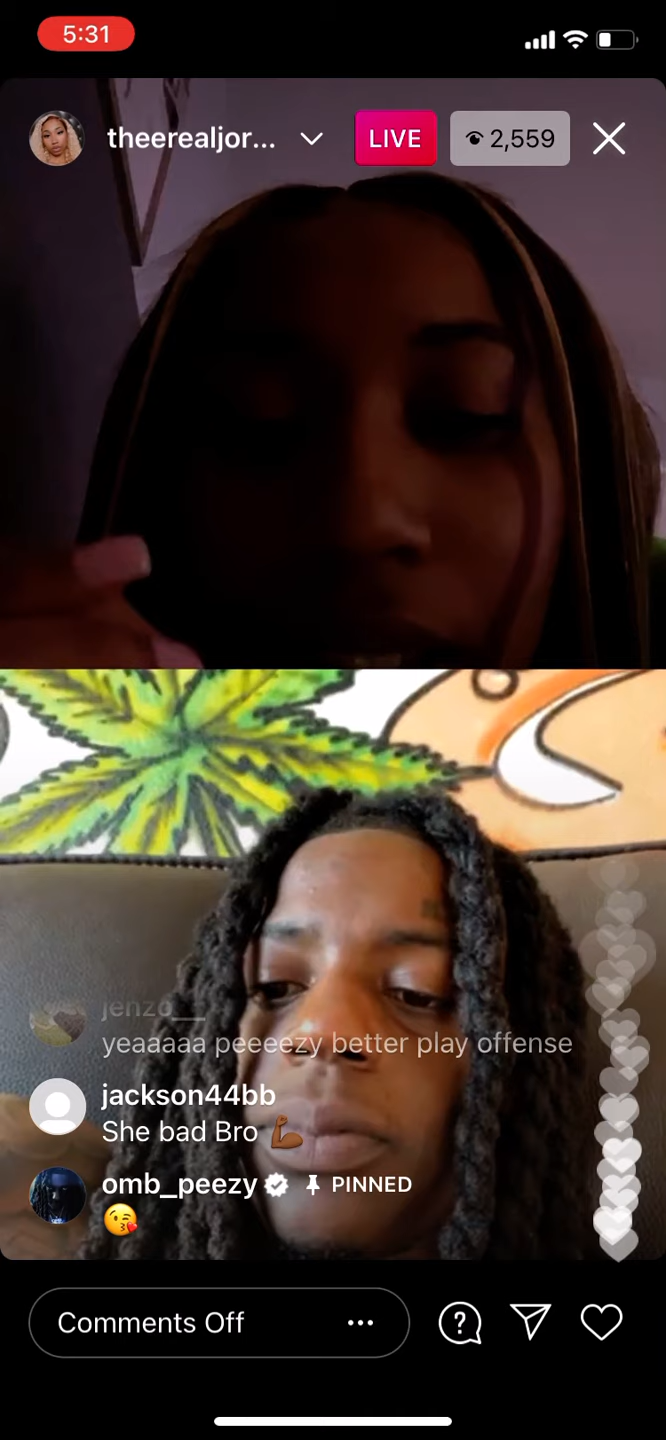 5:31
theerealjor...
LIVE
2,559
jenzo__
yeaaaaa peeeezy better play offense
jackson44bb
She bad Bro 💪🏾
omb_peezy PINNED
😘
Comments Off